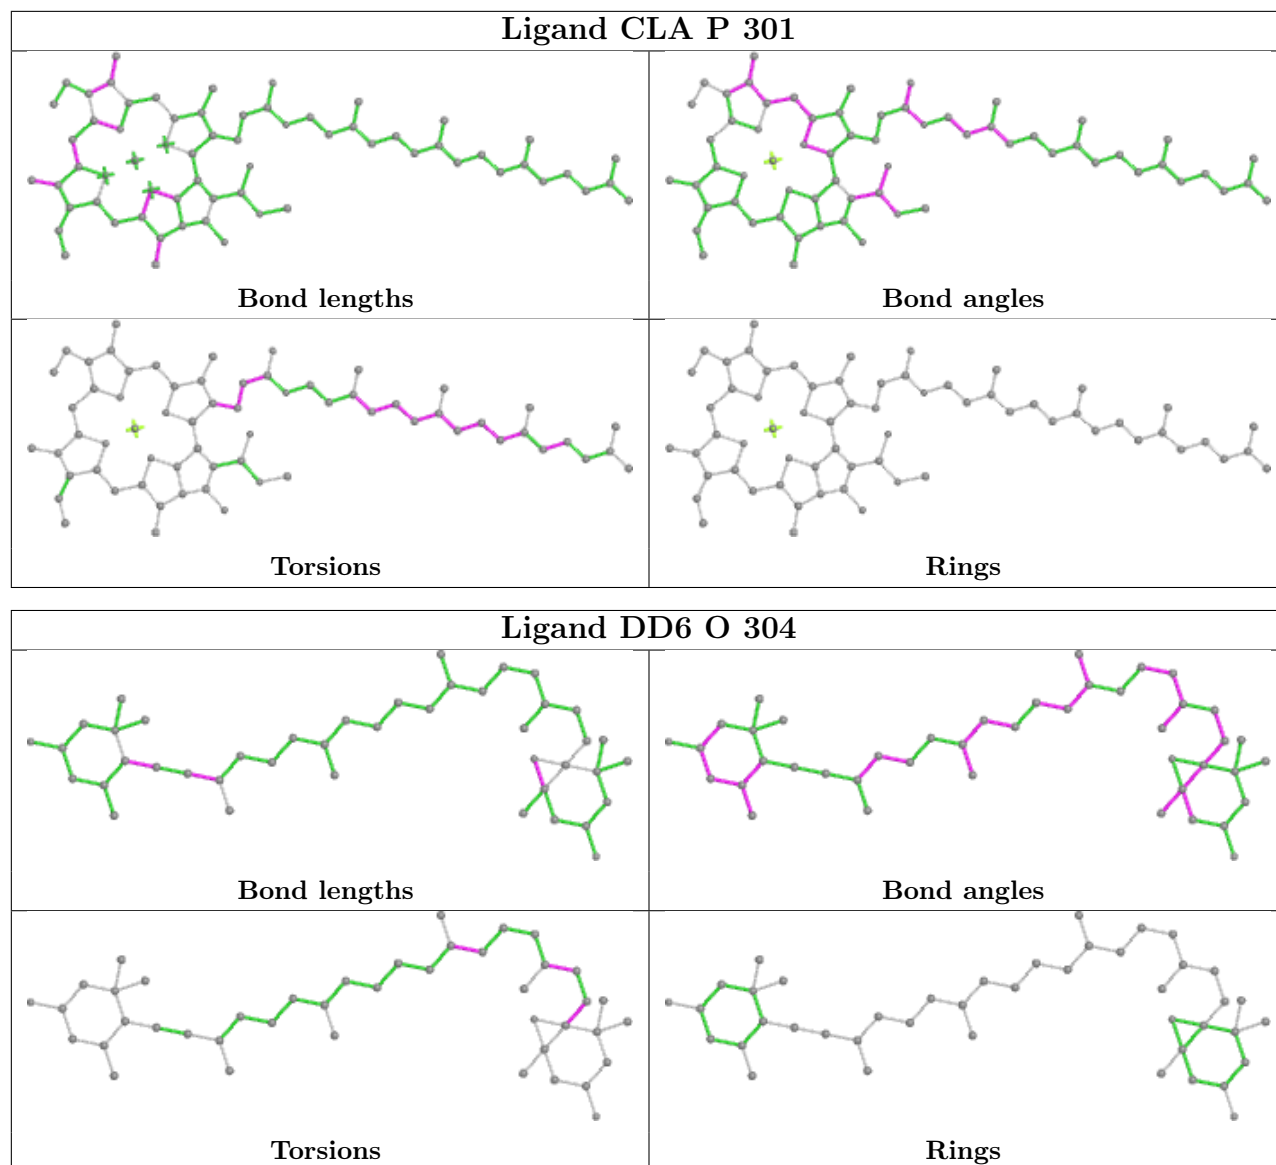 Ligand CLA P 301
Bond lengths
Bond angles
Torsions
Rings
Ligand DD6 O 304
Bond lengths
Bond angles
Torsions
Rings